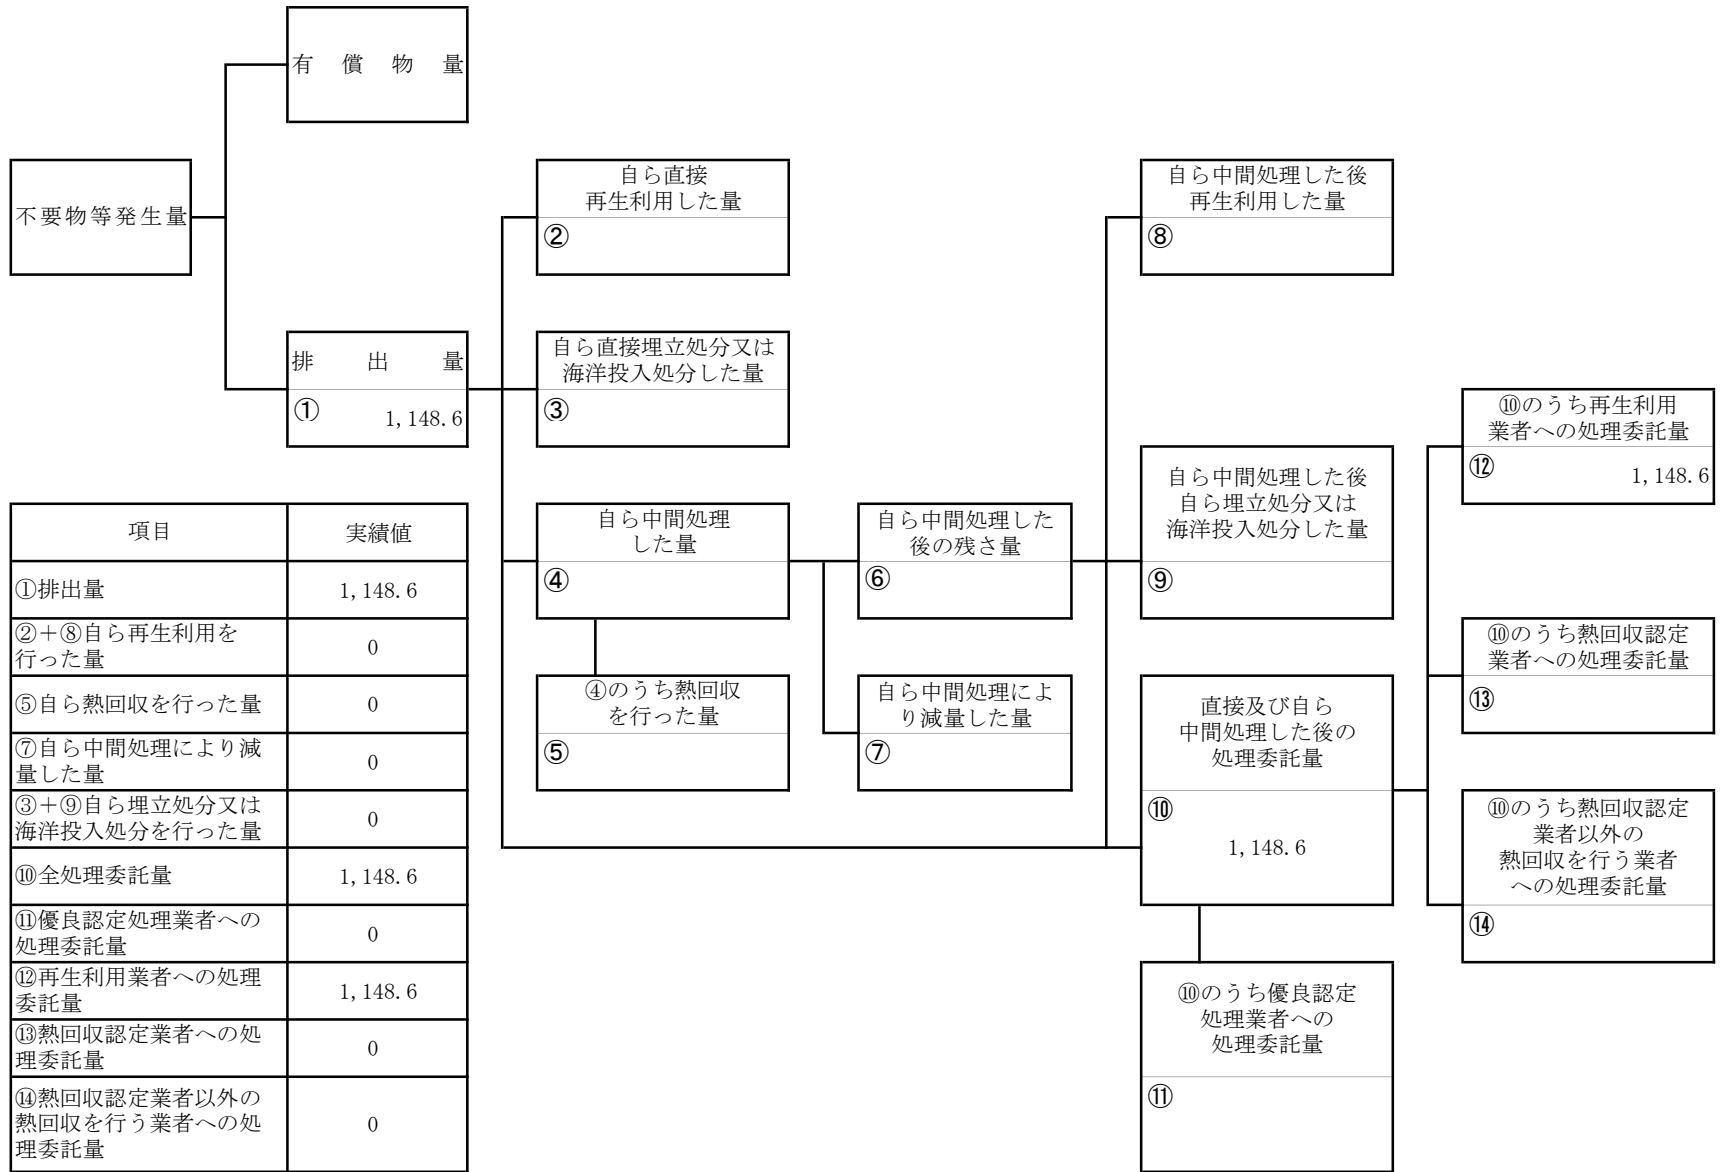 有償物量
不要物等発生量
自ら直接
再生利用した量
②
自ら中間処理した後
再生利用した量
⑧
排出量
① 1,148.6
自ら直接埋立処分又は
海洋投入処分した量
③
⑩のうち再生利用
業者への処理委託量
⑫ 1,148.6
自ら中間処理
した量
④
自ら中間処理した
後の残さ量
⑥
自ら中間処理した後
自ら埋立処分又は
海洋投入処分した量
⑨
⑩のうち熱回収認定
業者への処理委託量
⑬
④のうち熱回収
を行った量
⑤
自ら中間処理によ
り減量した量
⑦
直接及び自ら
中間処理した後の
処理委託量
⑩
1,148.6
⑩のうち熱回収認定
業者以外の
熱回収を行う業者
への処理委託量
⑭
⑩のうち優良認定
処理業者への
処理委託量
⑪
項目 実績値
①排出量 1,148.6
②＋⑧自ら再生利用を
行った量 0
⑤自ら熱回収を行った量 0
⑦自ら中間処理により減
量した量 0
③＋⑨自ら埋立処分又は
海洋投入処分を行った量 0
⑩全処理委託量 1,148.6
⑪優良認定処理業者への
処理委託量 0
⑫再生利用業者への処理
委託量 1,148.6
⑬熱回収認定業者への処
理委託量 0
⑭熱回収認定業者以外の
熱回収を行う業者への処
理委託量 0